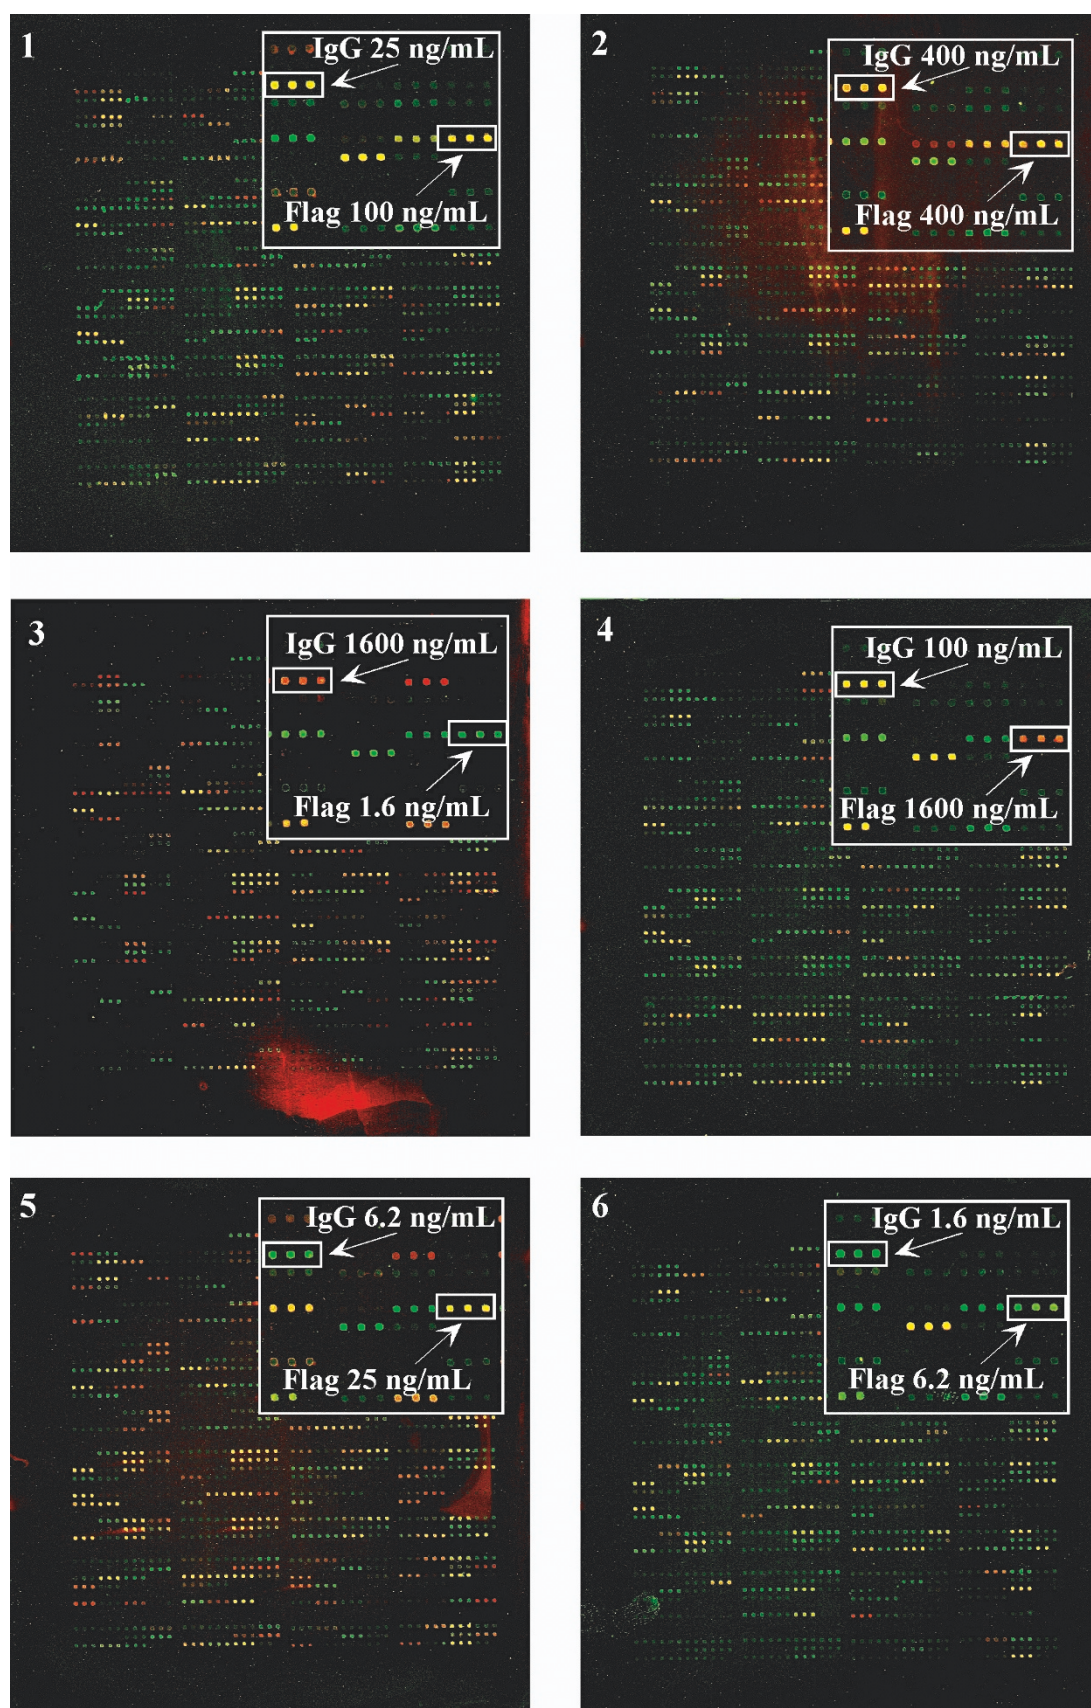 1
IgG 25 ng/mL
Flag 100 ng/mL
2
IgG 400 ng/mL
Flag 400 ng/mL
3
IgG 1600 ng/mL
Flag 1.6 ng/mL
4
IgG 100 ng/mL
Flag 1600 ng/mL
5
IgG 6.2 ng/mL
Flag 25 ng/mL
6
IgG 1.6 ng/mL
Flag 6.2 ng/mL